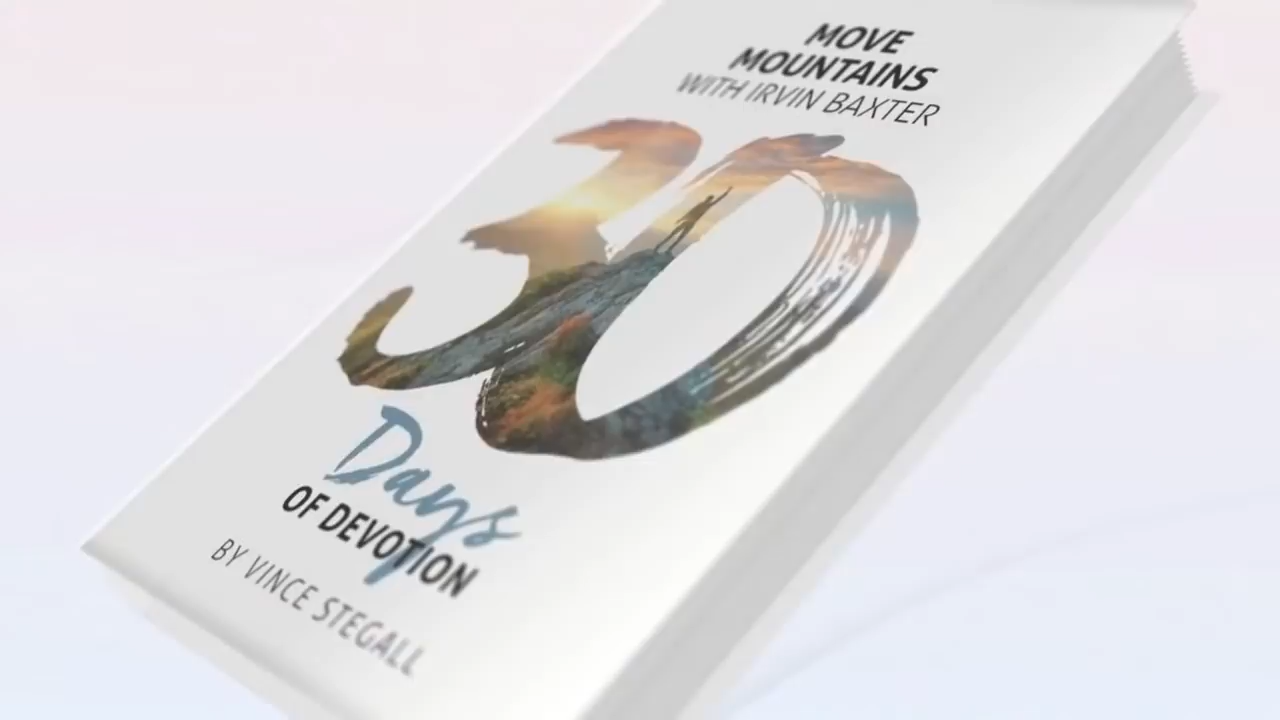 MOVE
MOUNTAINS
WITH IRVIN BAXTER
30
Days
OF DEVOTION
BY VINCE STEGALL